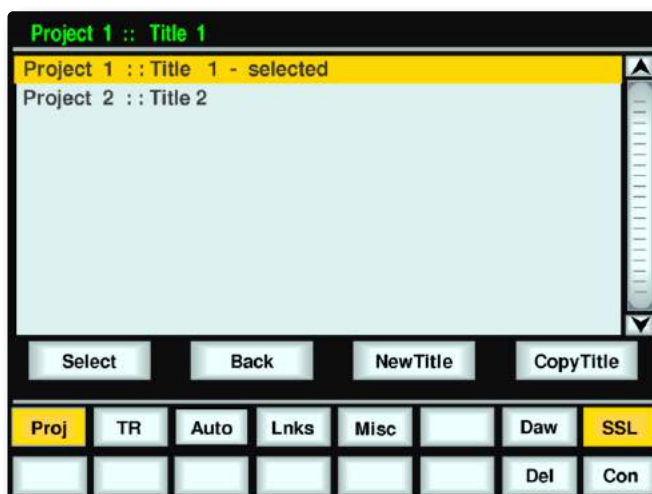 Project 1 :: Title 1
Project 1 :: Title 1 - selected
Project 2 :: Title 2
Select Back NewTitle CopyTitle
Proj TR Auto Lnks Misc Daw SSL
Del Con